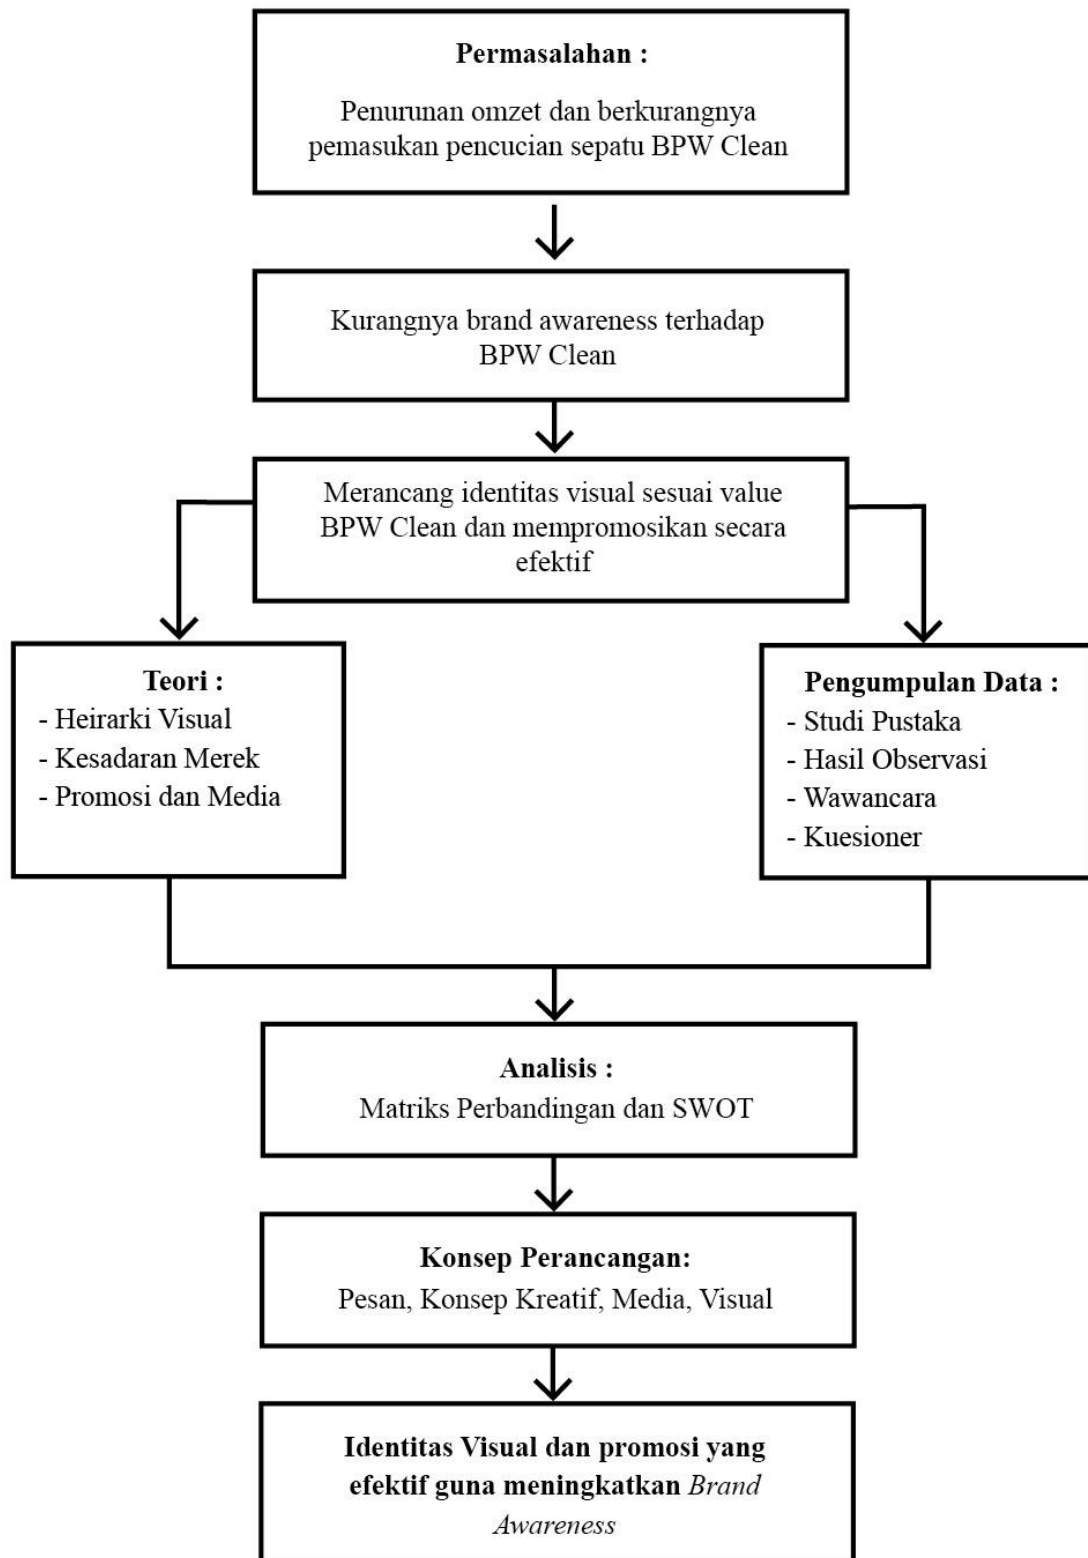 Permasalahan :
Penurunan omzet dan berkurangnya
pemasukan pencucian sepatu BPW Clean
Kurangnya brand awareness terhadap
BPW Clean
Merancang identitas visual sesuai value
BPW Clean dan mempromosikan secara
efektif
Teori :
- Heirarki Visual
- Kesadaran Merek
- Promosi dan Media
Pengumpulan Data :
- Studi Pustaka
- Hasil Observasi
- Wawancara
- Kuesioner
Analisis :
Matriks Perbandingan dan SWOT
Konsep Perancangan:
Pesan, Konsep Kreatif, Media, Visual
Identitas Visual dan promosi yang
efektif guna meningkatkan Brand
Awareness